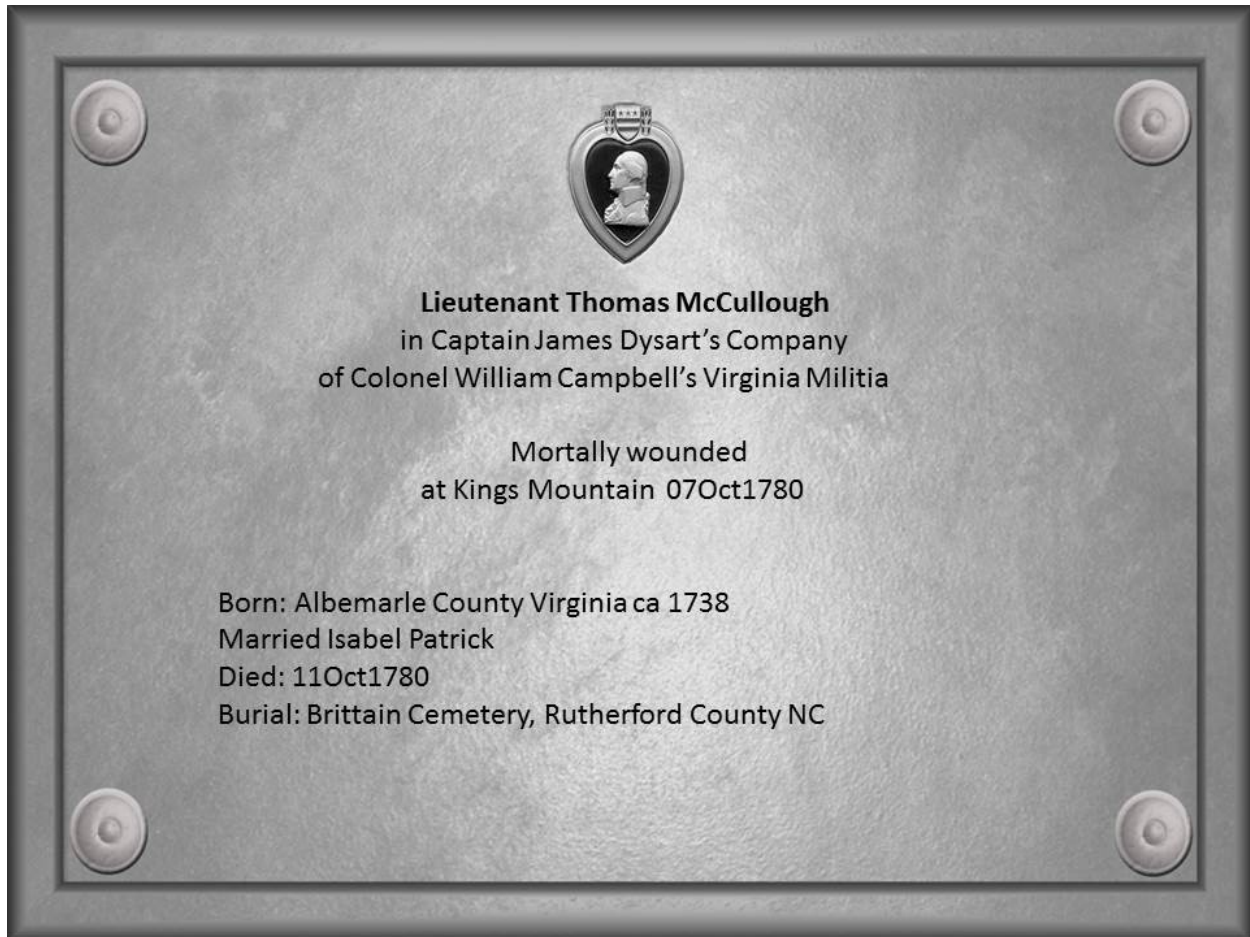 Lieutenant Thomas McCullough
in Captain James Dysart's Company
of Colonel William Campbell's Virginia Militia
Mortally wounded
at Kings Mountain 07Oct1780
Born: Albemarle County Virginia ca 1738
Married Isabel Patrick
Died: 11Oct1780
Burial: Brittain Cemetery, Rutherford County NC